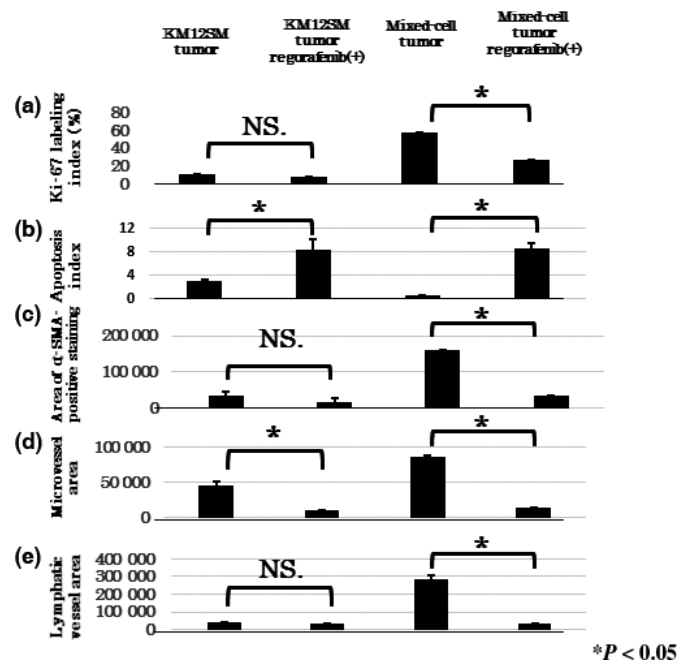 KM12SM
tumor
KM12SM
tumor
regorafenib(+)
Mixed-cell
tumor
Mixed-cell
tumor
regorafenib(+)
(a)
Ki-67 labeling
index (%)
80
60
40
20
0
NS.
*
(b)
Apoptosis
index
12
8
4
0
*
*
(c)
Area of α-SMA-
positive staining
200 000
100 000
0
NS.
*
(d)
Microvessel
area
100 000
50 000
0
*
*
(e)
Lymphatic
vessel area
400 000
300 000
200 000
100 000
0
NS.
*
*P < 0.05